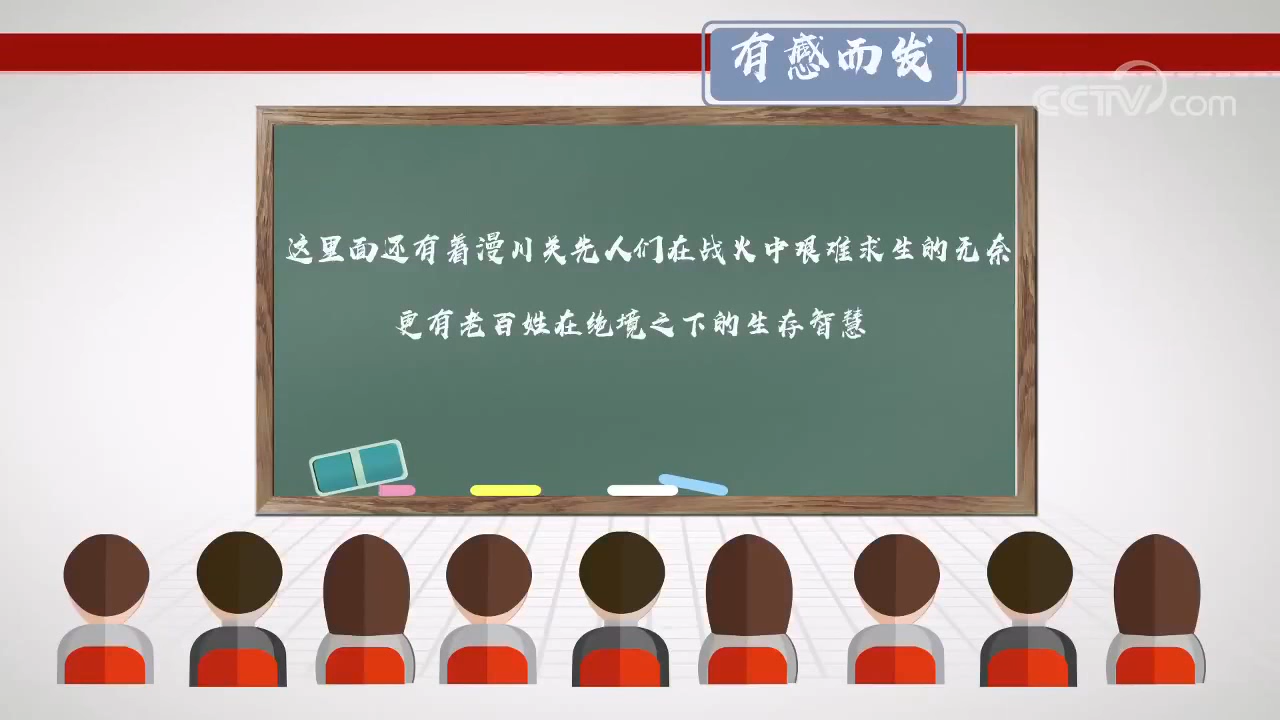 有感而发
CCTV.com
这里面还有着漫川关先人们在战火中艰难求生的无奈
更有老百姓在绝境之下的生存智慧